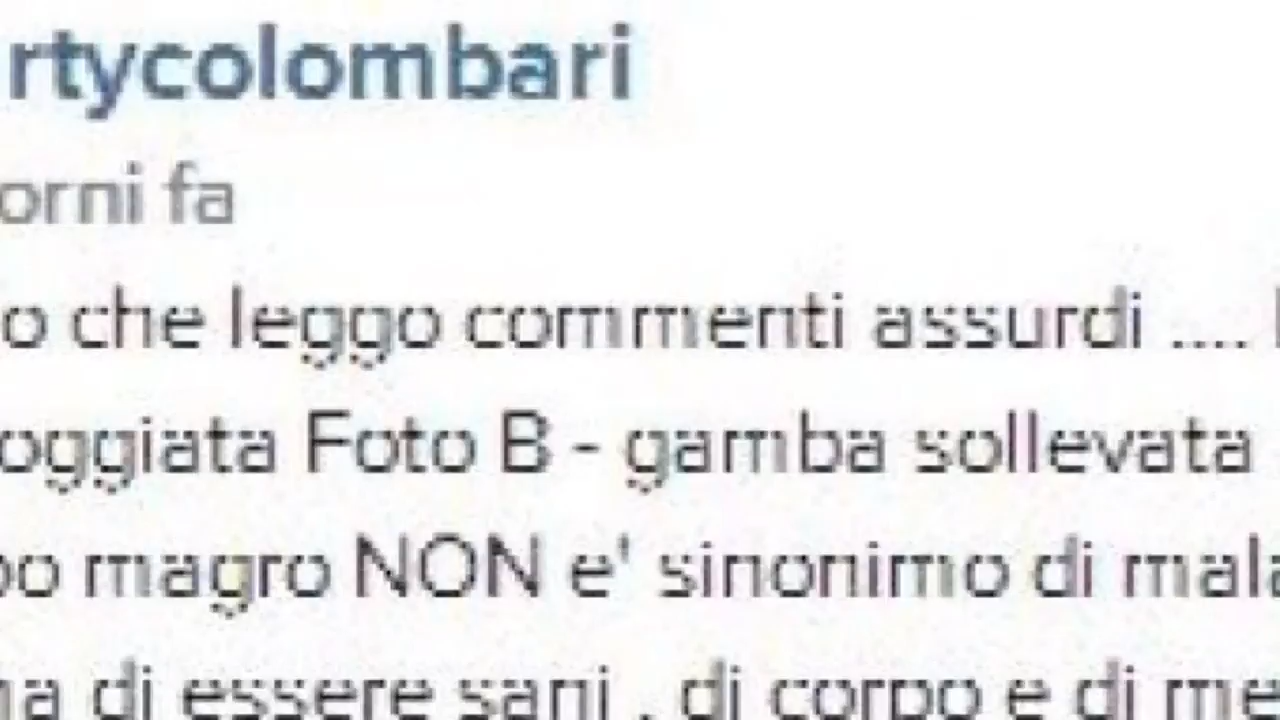 rtycolombari
orni fa
o che leggo commenti assurdi ....
oggiata Foto B - gamba sollevata
po magro NON e' sinonimo di mala
na di essere sani , di corpo e di me